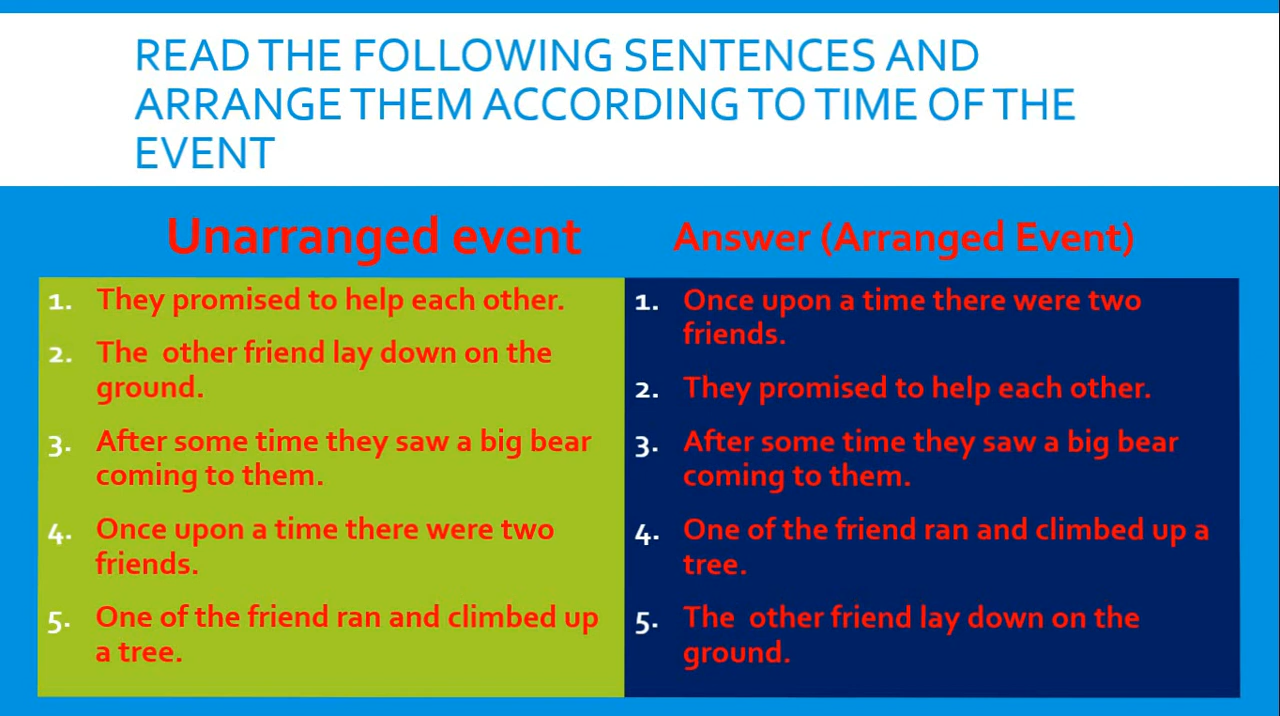 READ THE FOLLOWING SENTENCES AND
ARRANGE THEM ACCORDING TO TIME OF THE
EVENT
Unarranged event
1. They promised to help each other.
2. The other friend lay down on the
ground.
3. After some time they saw a big bear
coming to them.
4. Once upon a time there were two
friends.
5. One of the friend ran and climbed up
a tree.
Answer (Arranged Event)
1. Once upon a time there were two
friends.
2. They promised to help each other.
3. After some time they saw a big bear
coming to them.
4. One of the friend ran and climbed up a
tree.
5. The other friend lay down on the
ground.